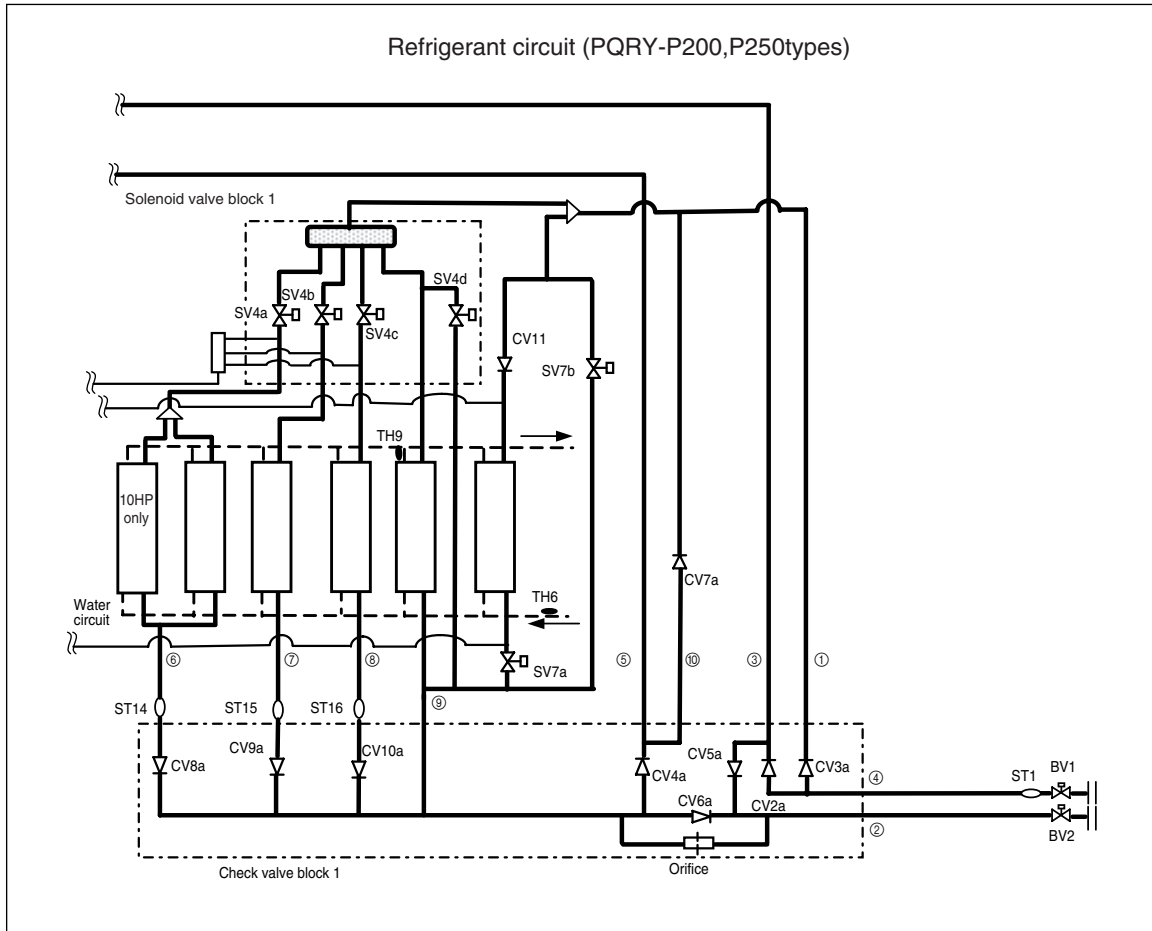 Refrigerant circuit (PQRY-P200,P250types)
Solenoid valve block 1
SV4d
SV4b
SV4a
SV4c
CV11
SV7b
TH9
10HP
only
CV7a
TH6
Water
circuit
⑥
⑦
⑧
SV7a
⑤
⑩
③
①
⑨
ST14
ST15
ST16
CV9a
CV10a
CV5a
CV8a
CV4a
CV3a
④
ST1
BV1
CV6a
CV2a
②
BV2
Orifice
Check valve block 1